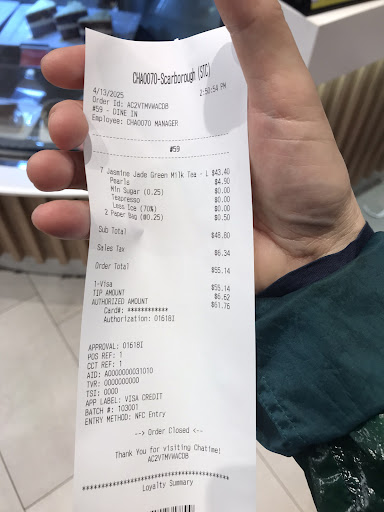 CHA0070-Scarborough (STC)
4/13/2025 2:50:54 PM
Order Id: AC2VTMVWACDB
#59 - DINE IN
Employee: CHA0070 MANAGER
#59
7 Jasmine Jade Green Milk Tea - L $43.40
Pearls $4.90
Min Sugar (0.25) $0.00
Teapresso $0.00
Less Ice (70%) $0.00
2 Paper Bag (@0.25) $0.50
Sub Total $48.80
Sales Tax $6.34
Order Total $55.14
1-Visa $55.14
TIP AMOUNT $6.62
AUTHORIZED AMOUNT $61.76
Card#: ************
Authorization: 01618I
APPROVAL: 01618I
POS REF: 1
CCT REF: 1
AID: A0000000031010
TVR: 0000000000
TSI: 0000
APP LABEL: VISA CREDIT
BATCH #: 103001
ENTRY METHOD: NFC Entry
--> Order Closed <--
Thank You for visiting Chatime!
AC2VTMVWACDB
************************************
Loyalty Summary